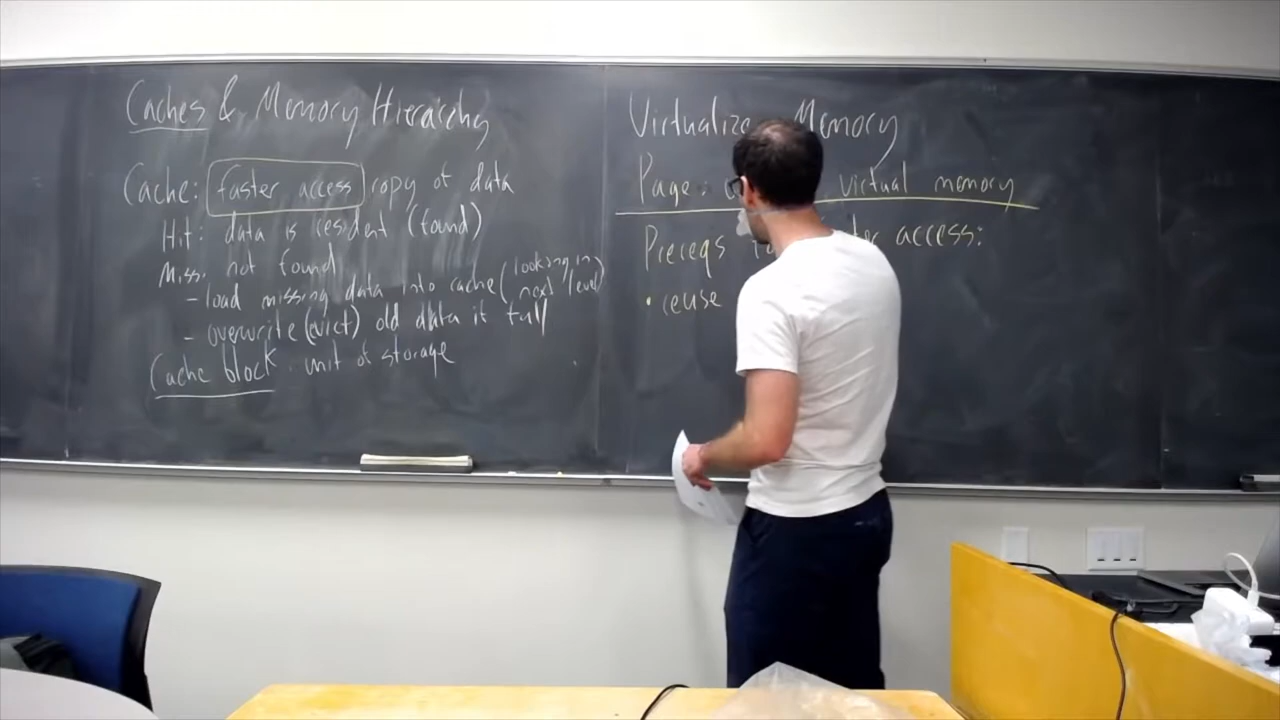 Caches & Memory Hierarchy
Cache: faster access copy of data
Hit: data is resident (found)
Miss: not found
- load missing data into cache (looking in next level)
- overwrite (evict) old data if full
Cache block: unit of storage
Virtualize Memory
Page: virtual memory
Prereqs access:
• reuse